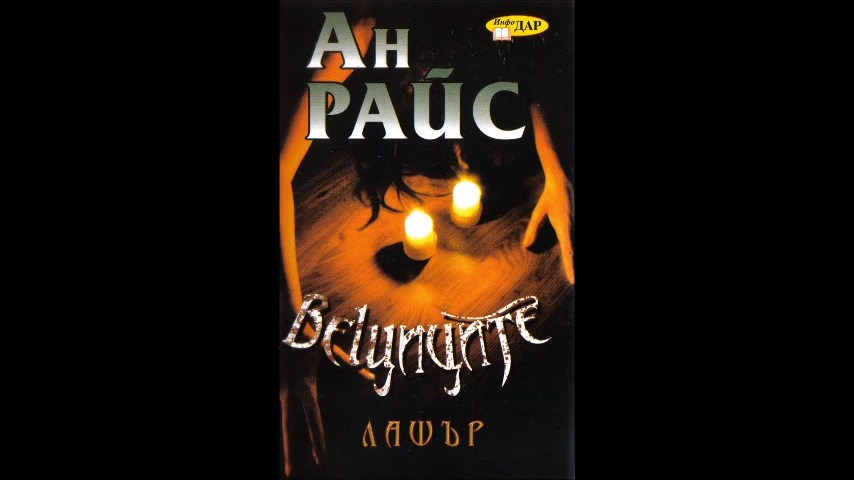 Инфо
ДАР
Ан
РАЙС
Вещиците
ЛАШЪР